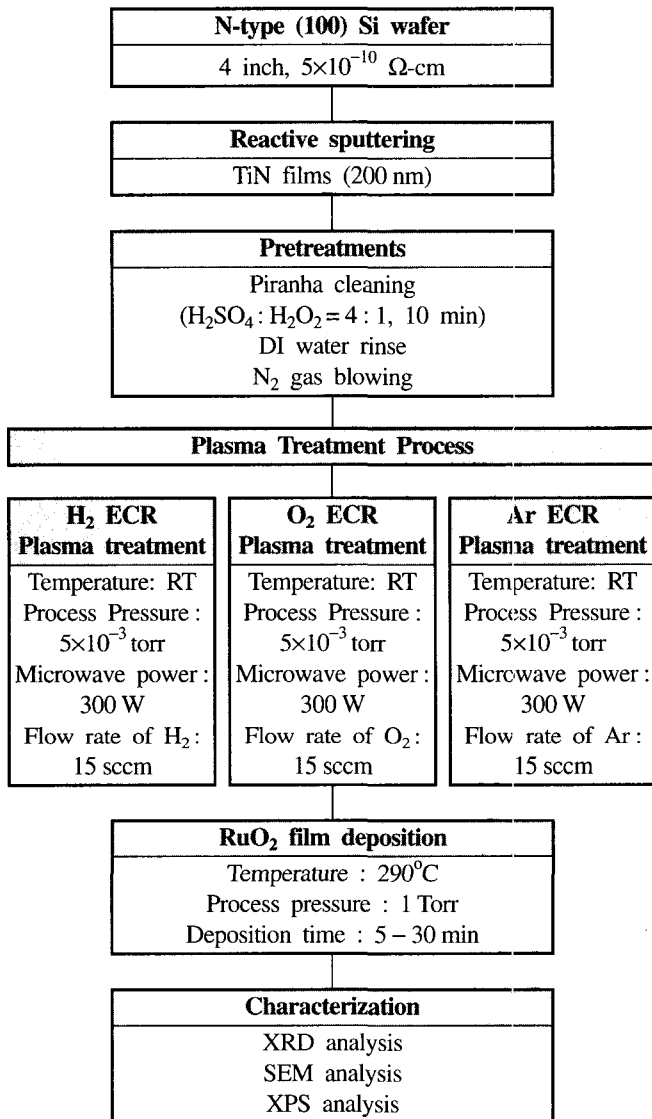 N-type (100) Si wafer
4 inch, 5×10⁻¹⁰ Ω-cm
Reactive sputtering
TiN films (200 nm)
Pretreatments
Piranha cleaning
(H₂SO₄ : H₂O₂ = 4 : 1, 10 min)
DI water rinse
N₂ gas blowing
Plasma Treatment Process
H₂ ECR
Plasma treatment
Temperature: RT
Process Pressure :
5×10⁻³ torr
Microwave power :
300 W
Flow rate of H₂ :
15 sccm
O₂ ECR
Plasma treatment
Temperature: RT
Process Pressure :
5×10⁻³ torr
Microwave power :
300 W
Flow rate of O₂ :
15 sccm
Ar ECR
Plasma treatment
Temperature: RT
Process Pressure :
5×10⁻³ torr
Microwave power :
300 W
Flow rate of Ar :
15 sccm
RuO₂ film deposition
Temperature : 290°C
Process pressure : 1 Torr
Deposition time : 5 – 30 min
Characterization
XRD analysis
SEM analysis
XPS analysis